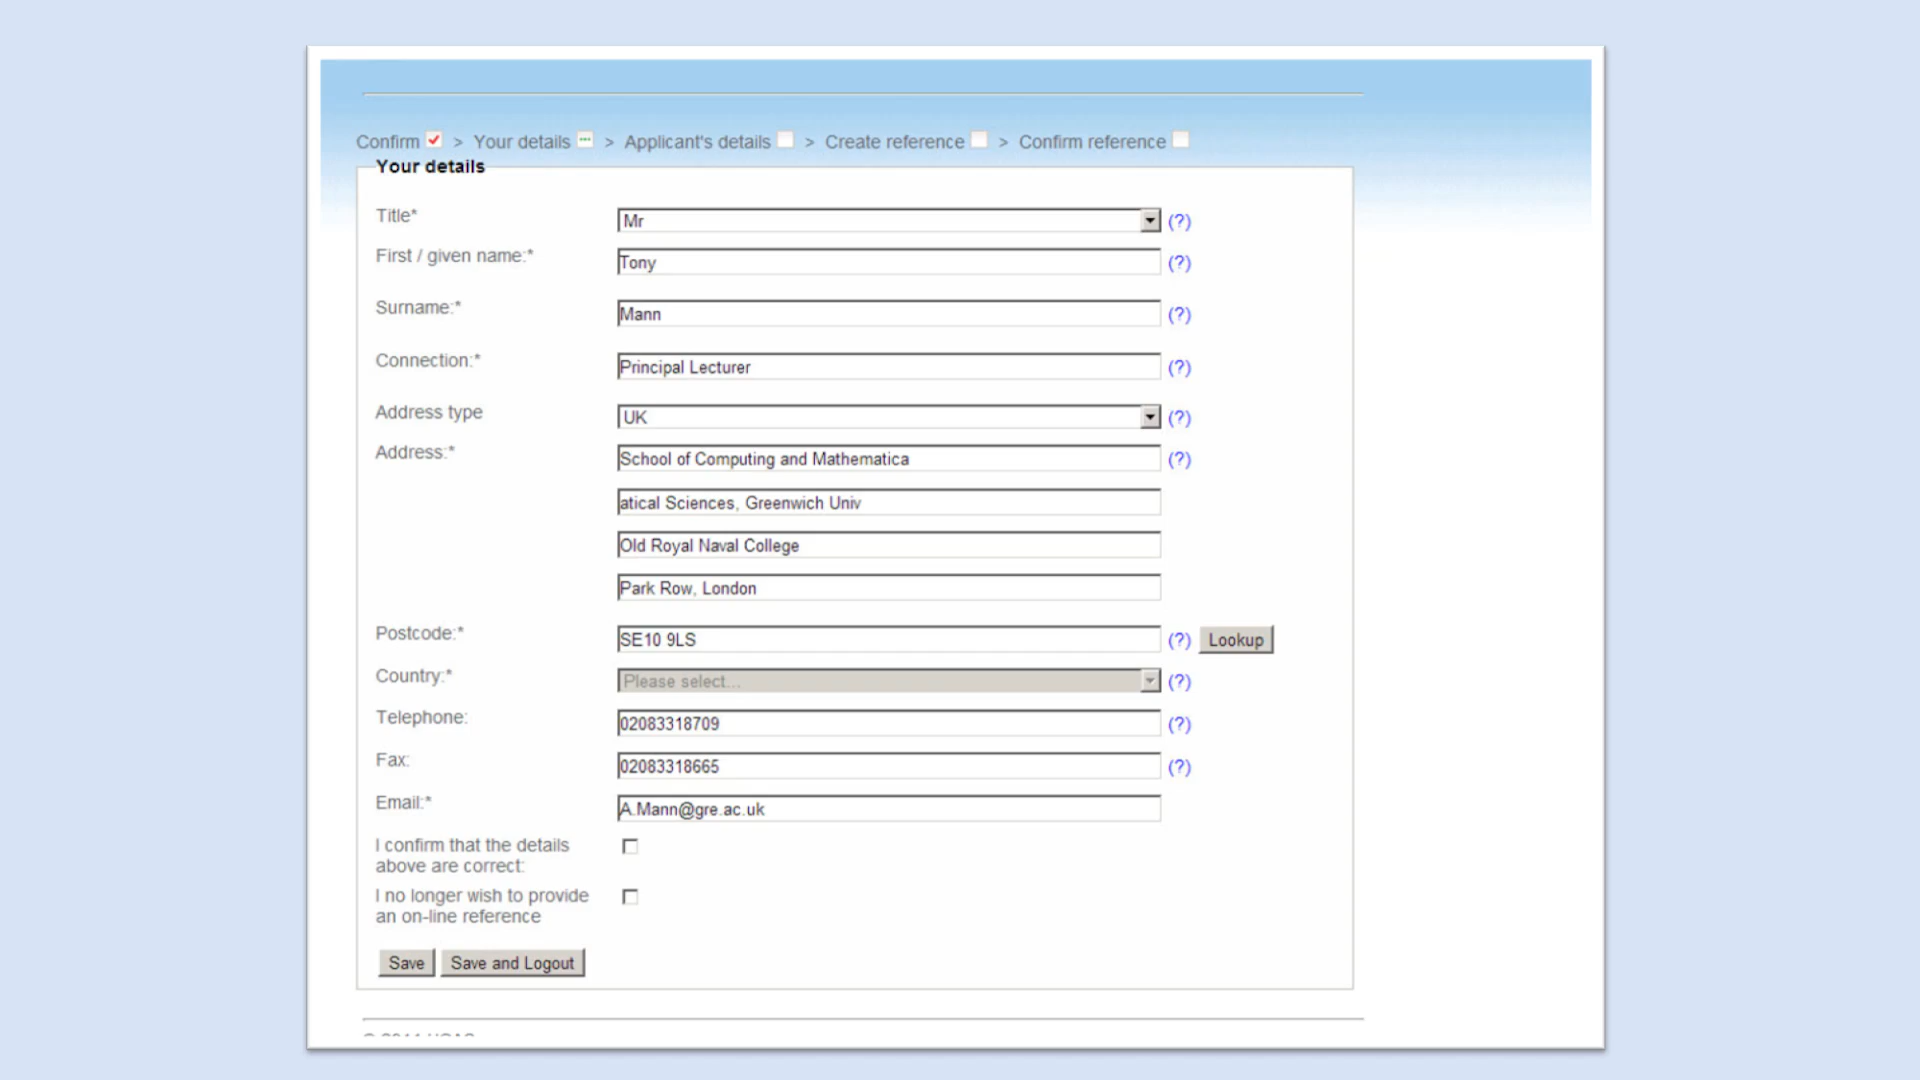 Confirm > Your details > Applicant's details > Create reference > Confirm reference
Your details
Title* Mr (?)
First / given name:* Tony (?)
Surname:* Mann (?)
Connection:* Principal Lecturer (?)
Address type UK (?)
Address:* School of Computing and Mathematica (?)
atical Sciences, Greenwich Univ
Old Royal Naval College
Park Row, London
Postcode:* SE10 9LS (?) Lookup
Country:* Please select... (?)
Telephone: 02083318709 (?)
Fax: 02083318665 (?)
Email:* A.Mann@gre.ac.uk
I confirm that the details
above are correct:
I no longer wish to provide
an on-line reference
Save Save and Logout